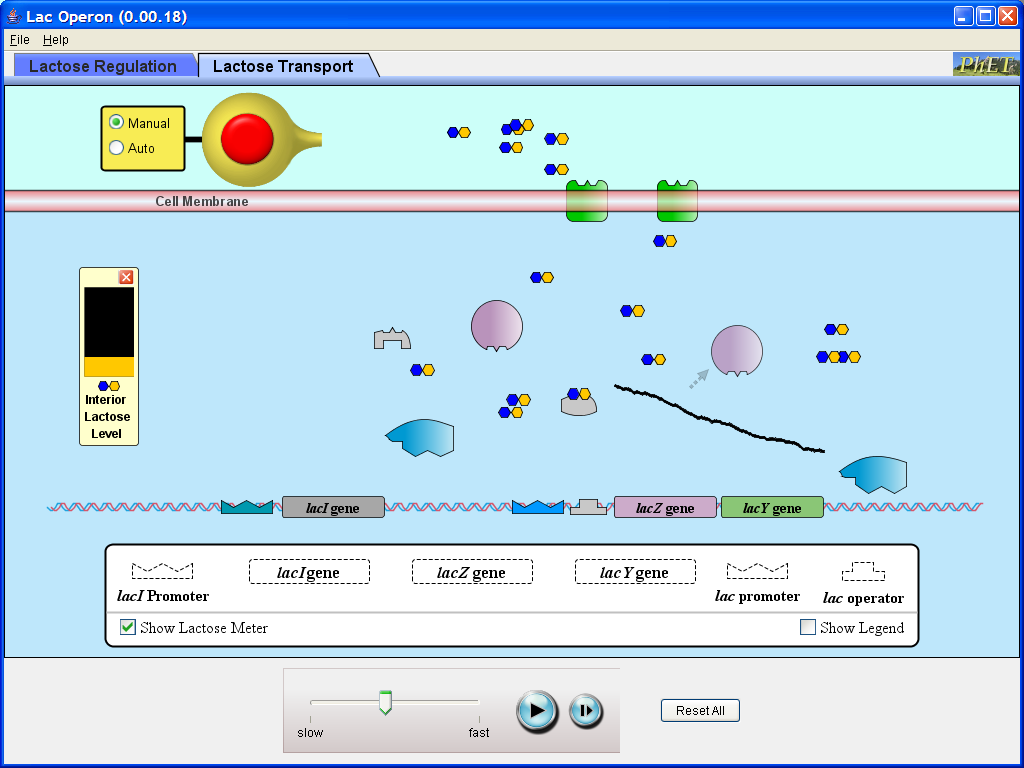 Lac Operon (0.00.18)
File Help
Lactose Regulation Lactose Transport
PhET
Manual
Auto
Cell Membrane
Interior
Lactose
Level
lacI gene lacZ gene lacY gene
lacI gene lacZ gene lacY gene
lacI Promoter lac promoter lac operator
Show Lactose Meter Show Legend
slow fast
Reset All